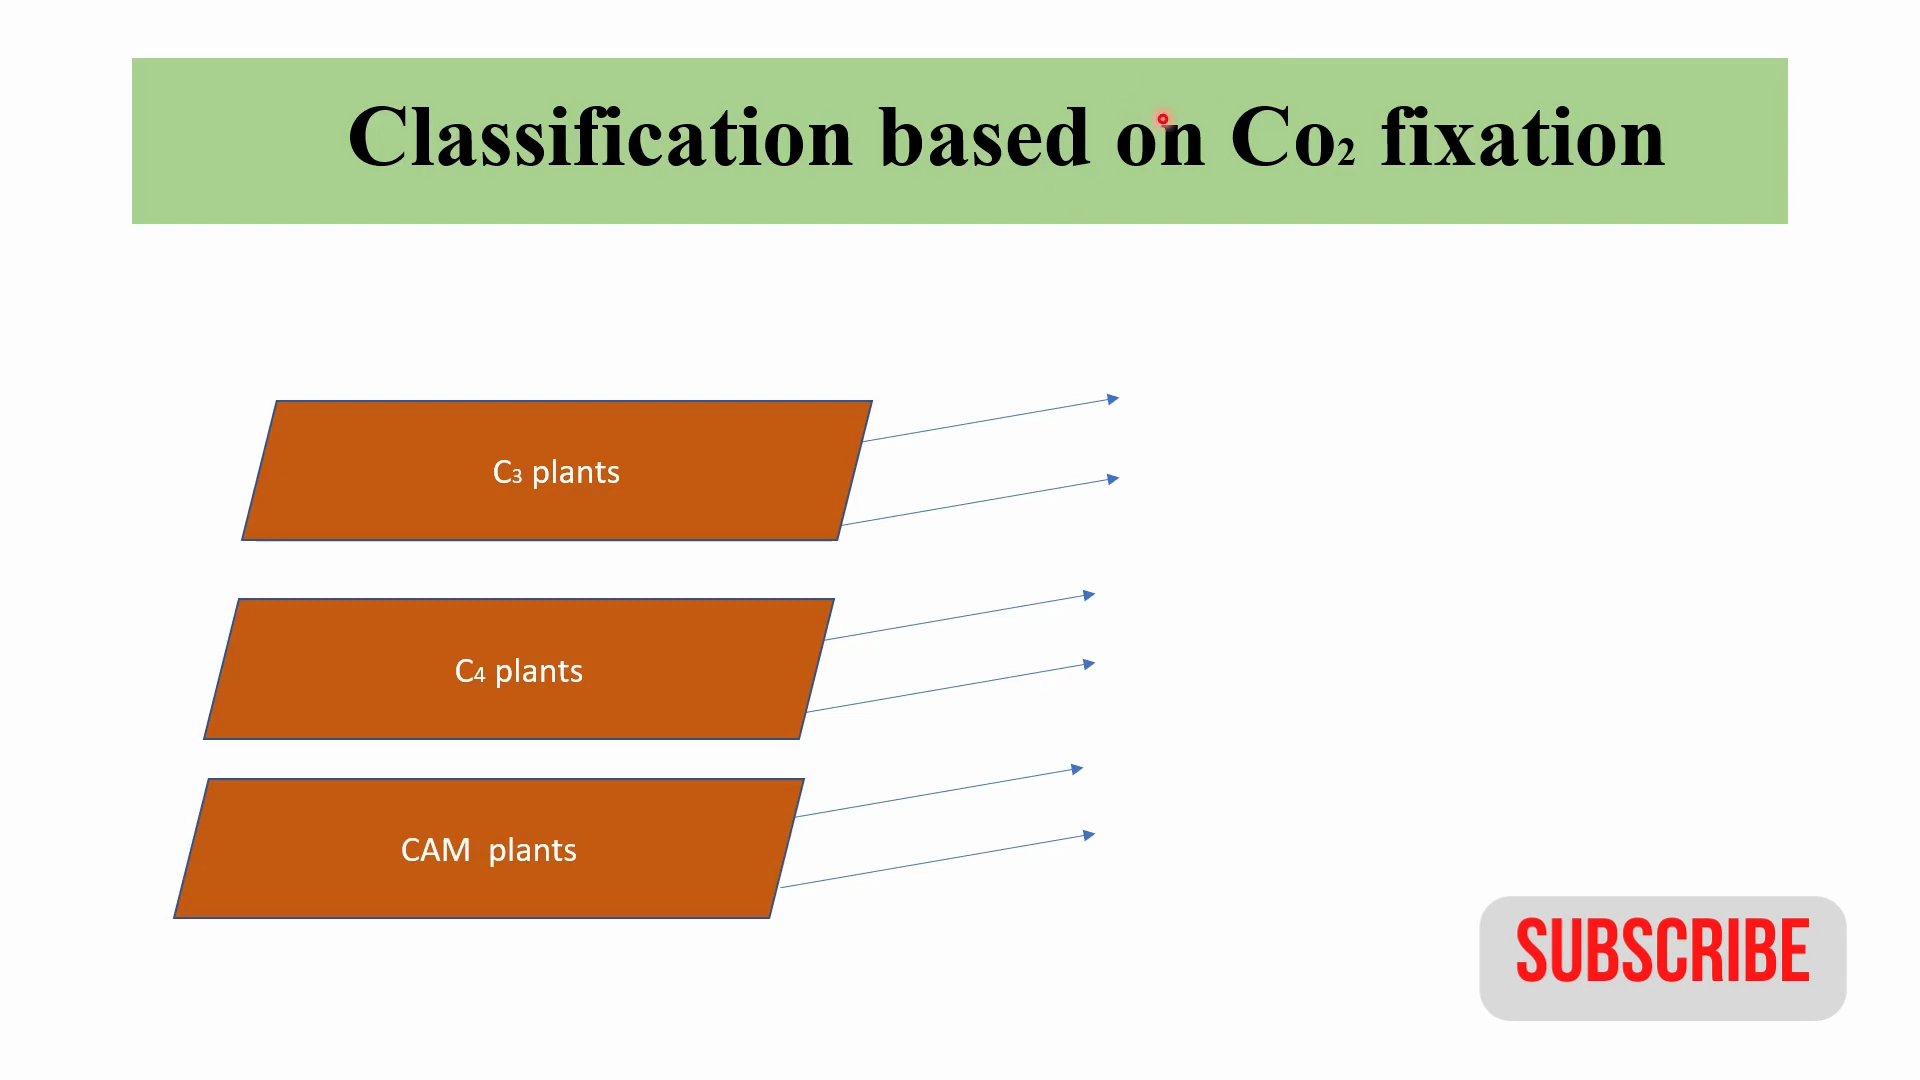 Classification based on Co₂ fixation
C₃ plants
C₄ plants
CAM plants
SUBSCRIBE